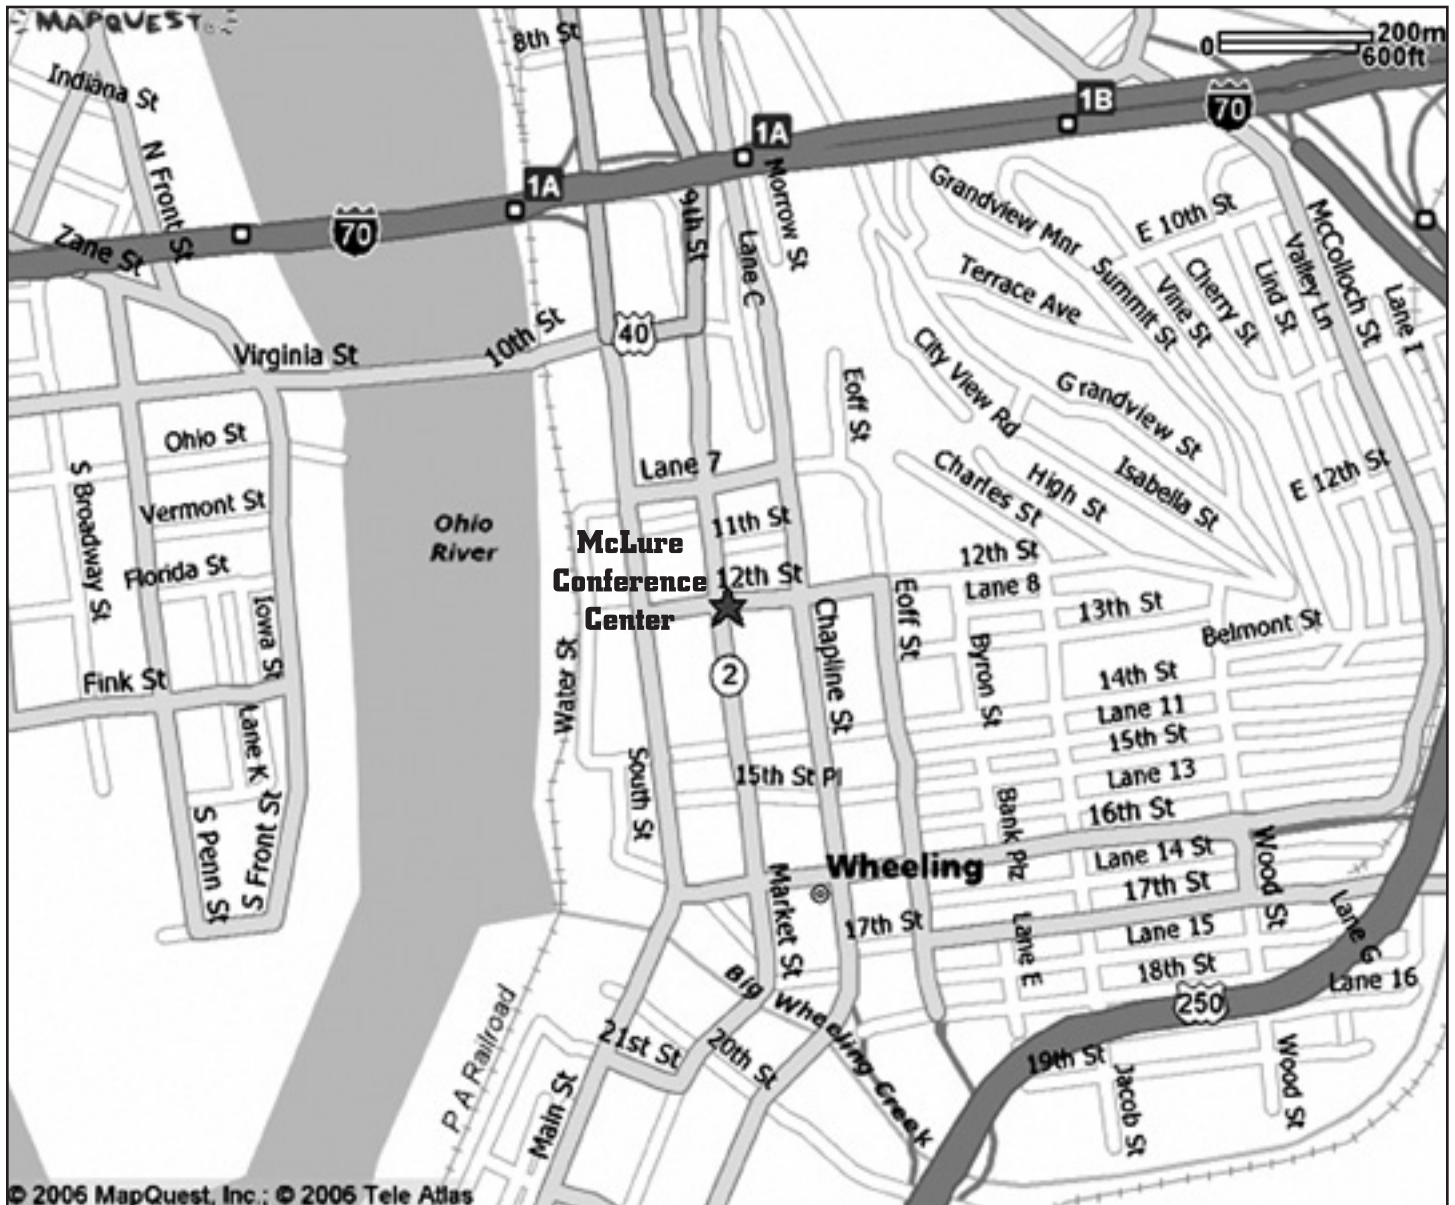 MAPQUEST.
8th St
0 200m
600ft
Indiana St
1B
70
1A
N Front St
Morrow St
Grandview Mnr
1A
9th St
E 10th St
McColloch St
70
Zane St
Lane C
Terrace Ave
Summit St
Vine St
Cherry St
Lind St
Valley Ln
Lane I
10th St
40
Virginia St
City View Rd
Eoff St
Grandview St
Ohio St
Lane 7
Charles St
High St
Isabella St
E 12th St
S Broadway St
Vermont St
Ohio
River
11th St
McLure
Conference
Center
12th St
12th St
Florida St
Lane 8
Iowa St
Chapline St
Eoff St
13th St
Belmont St
Water St
Byron St
Fink St
2
14th St
Lane K
Lane 11
15th St
South St
15th St Pl
Lane 13
Bank Plz
16th St
S Penn St
S Front St
Wheeling
Lane 14 St
Wood St
Market St
17th St
17th St
Lane E
Lane 15
Lane G
18th St
Lane 16
Big Wheeling Creek
250
P A Railroad
21st St
20th St
19th St
Jacob St
Wood St
Main St
© 2006 MapQuest, Inc.; © 2006 Tele Atlas